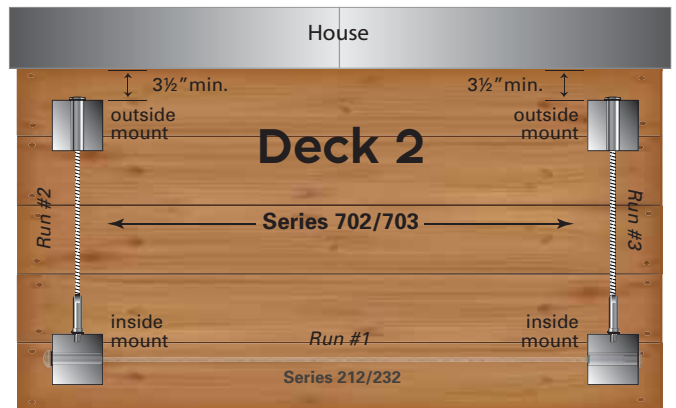 House
3½” min.
3½” min.
outside
mount
outside
mount
Deck 2
Run #2
Series 702/703
Run #3
inside
mount
Run #1
inside
mount
Series 212/232